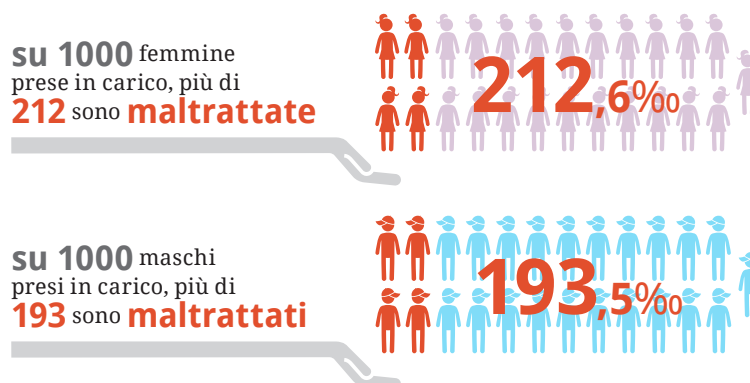 su 1000 femmine
prese in carico, più di
212 sono maltrattate
212,6‰
su 1000 maschi
presi in carico, più di
193 sono maltrattati
193,5‰